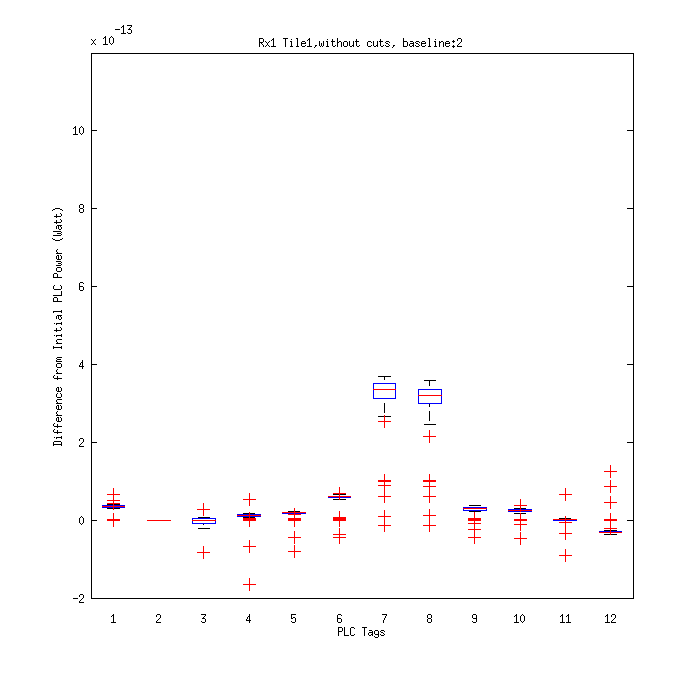 x 10^-13
Rx1 Tile1,without cuts, baseline:2
10
8
6
4
2
0
-2
Difference from Initial PLC Power (Watt)
1 2 3 4 5 6 7 8 9 10 11 12
PLC Tags